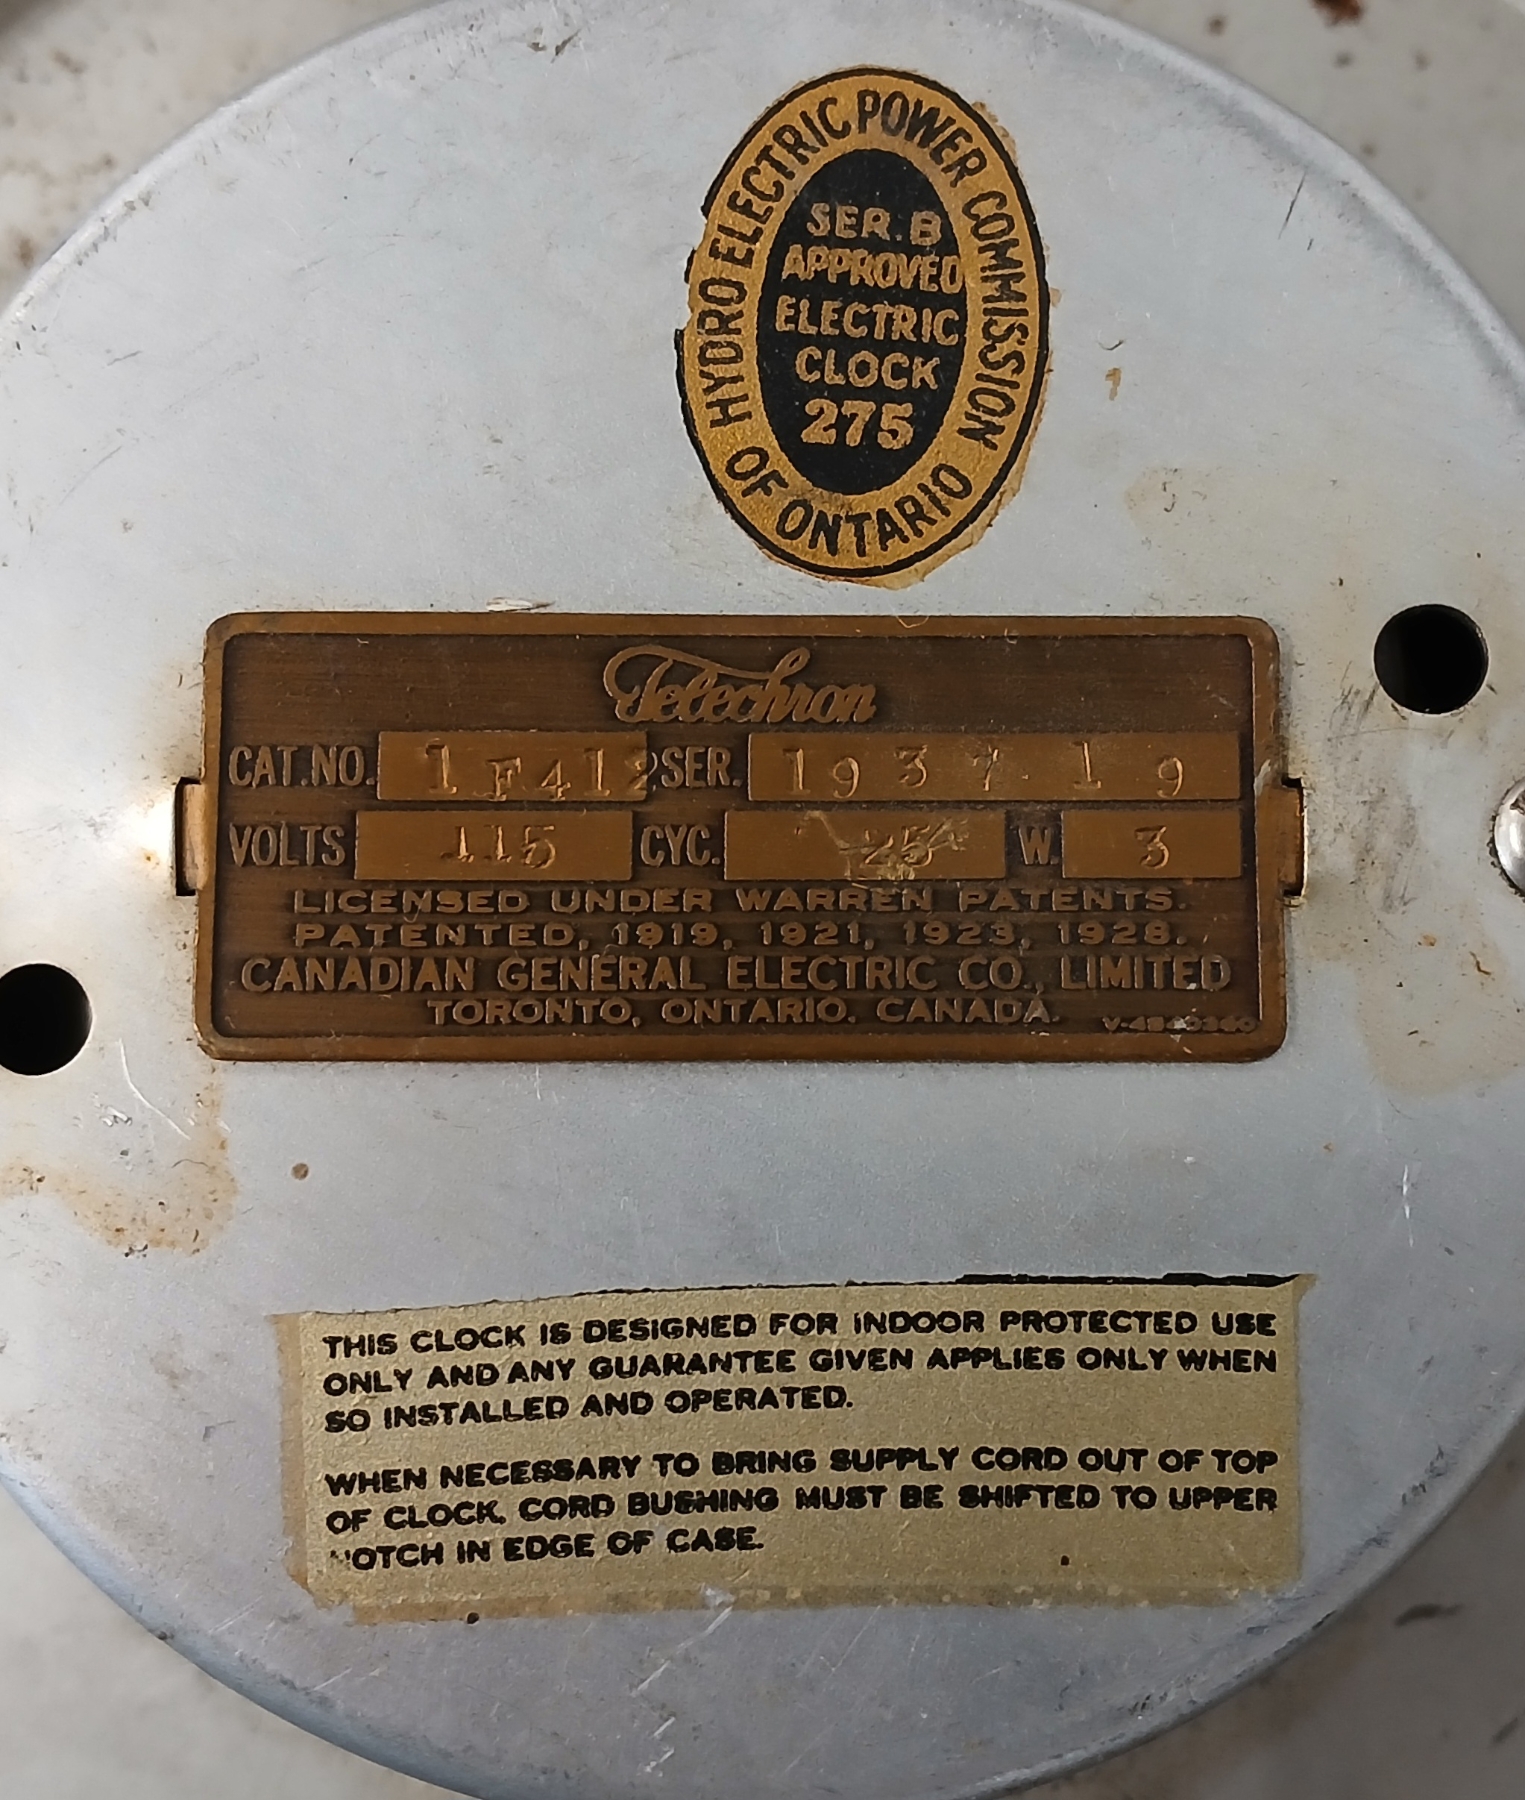 HYDRO ELECTRIC POWER COMMISSION
OF ONTARIO
SER. B
APPROVED
ELECTRIC
CLOCK
275
Telechron
CAT. NO. 1F412 SER. 193719
VOLTS 115 CYC. 25 W. 3
LICENSED UNDER WARREN PATENTS.
PATENTED, 1919, 1921, 1923, 1928.
CANADIAN GENERAL ELECTRIC CO., LIMITED
TORONTO, ONTARIO, CANADA.
THIS CLOCK IS DESIGNED FOR INDOOR PROTECTED USE
ONLY AND ANY GUARANTEE GIVEN APPLIES ONLY WHEN
SO INSTALLED AND OPERATED.
WHEN NECESSARY TO BRING SUPPLY CORD OUT OF TOP
OF CLOCK, CORD BUSHING MUST BE SHIFTED TO UPPER
NOTCH IN EDGE OF CASE.